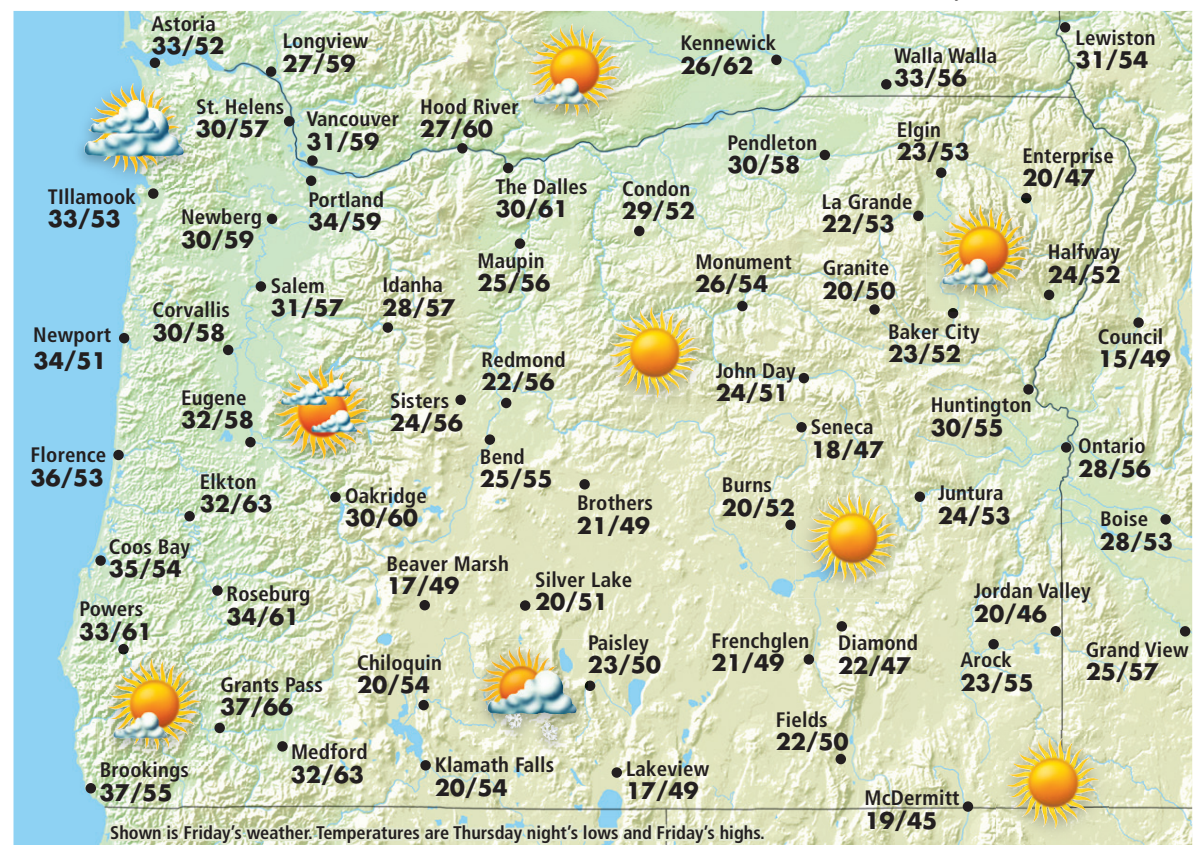 Astoria
33/52
Longview
27/59
Kennewick
26/62
Walla Walla
33/56
Lewiston
31/54
St. Helens
30/57
Vancouver
31/59
Hood River
27/60
Pendleton
30/58
Elgin
23/53
Enterprise
20/47
TIllamook
33/53
Newberg
30/59
Portland
34/59
The Dalles
30/61
Condon
29/52
La Grande
22/53
Maupin
25/56
Monument
26/54
Granite
20/50
Halfway
24/52
Salem
31/57
Idanha
28/57
Corvallis
30/58
Newport
34/51
Baker City
23/52
Council
15/49
Redmond
22/56
John Day
24/51
Eugene
32/58
Sisters
24/56
Huntington
30/55
Seneca
18/47
Florence
36/53
Bend
25/55
Ontario
28/56
Elkton
32/63
Oakridge
30/60
Brothers
21/49
Burns
20/52
Juntura
24/53
Boise
28/53
Coos Bay
35/54
Beaver Marsh
17/49
Silver Lake
20/51
Roseburg
34/61
Jordan Valley
20/46
Powers
33/61
Paisley
23/50
Frenchglen
21/49
Diamond
22/47
Arock
23/55
Grand View
25/57
Chiloquin
20/54
Grants Pass
37/66
Fields
22/50
Medford
32/63
Klamath Falls
20/54
Lakeview
17/49
Brookings
37/55
McDermitt
19/45
Shown is Friday's weather. Temperatures are Thursday night's lows and Friday's highs.